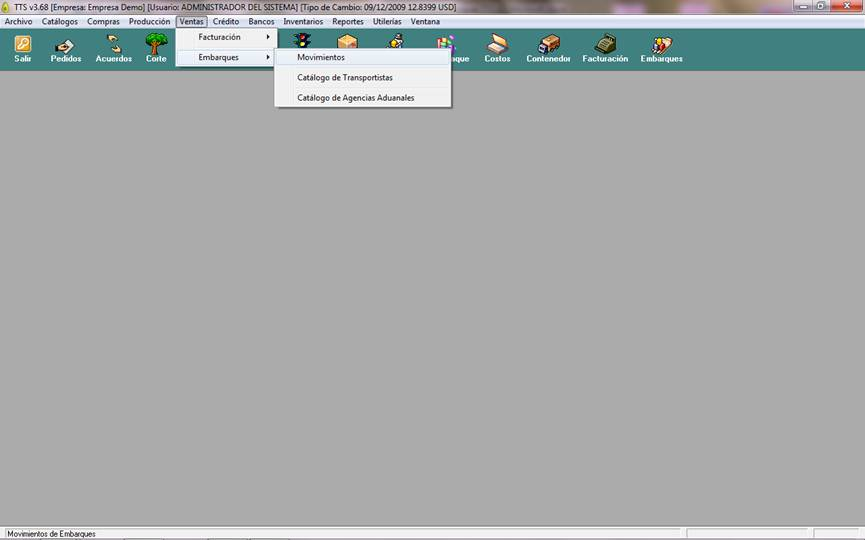 TTS v3.68 [Empresa: Empresa Demo] [Usuario: ADMINISTRADOR DEL SISTEMA] [Tipo de Cambio: 09/12/2009 12.8399 USD]
Archivo Catálogos Compras Producción Ventas Crédito Bancos Inventarios Reportes Utilerías Ventana
Facturación
Embarques
Movimientos
Catálogo de Transportistas
Catálogo de Agencias Aduanales
Salir Pedidos Acuerdos Corte Costos Contenedor Facturación Embarques
Movimientos de Embarques